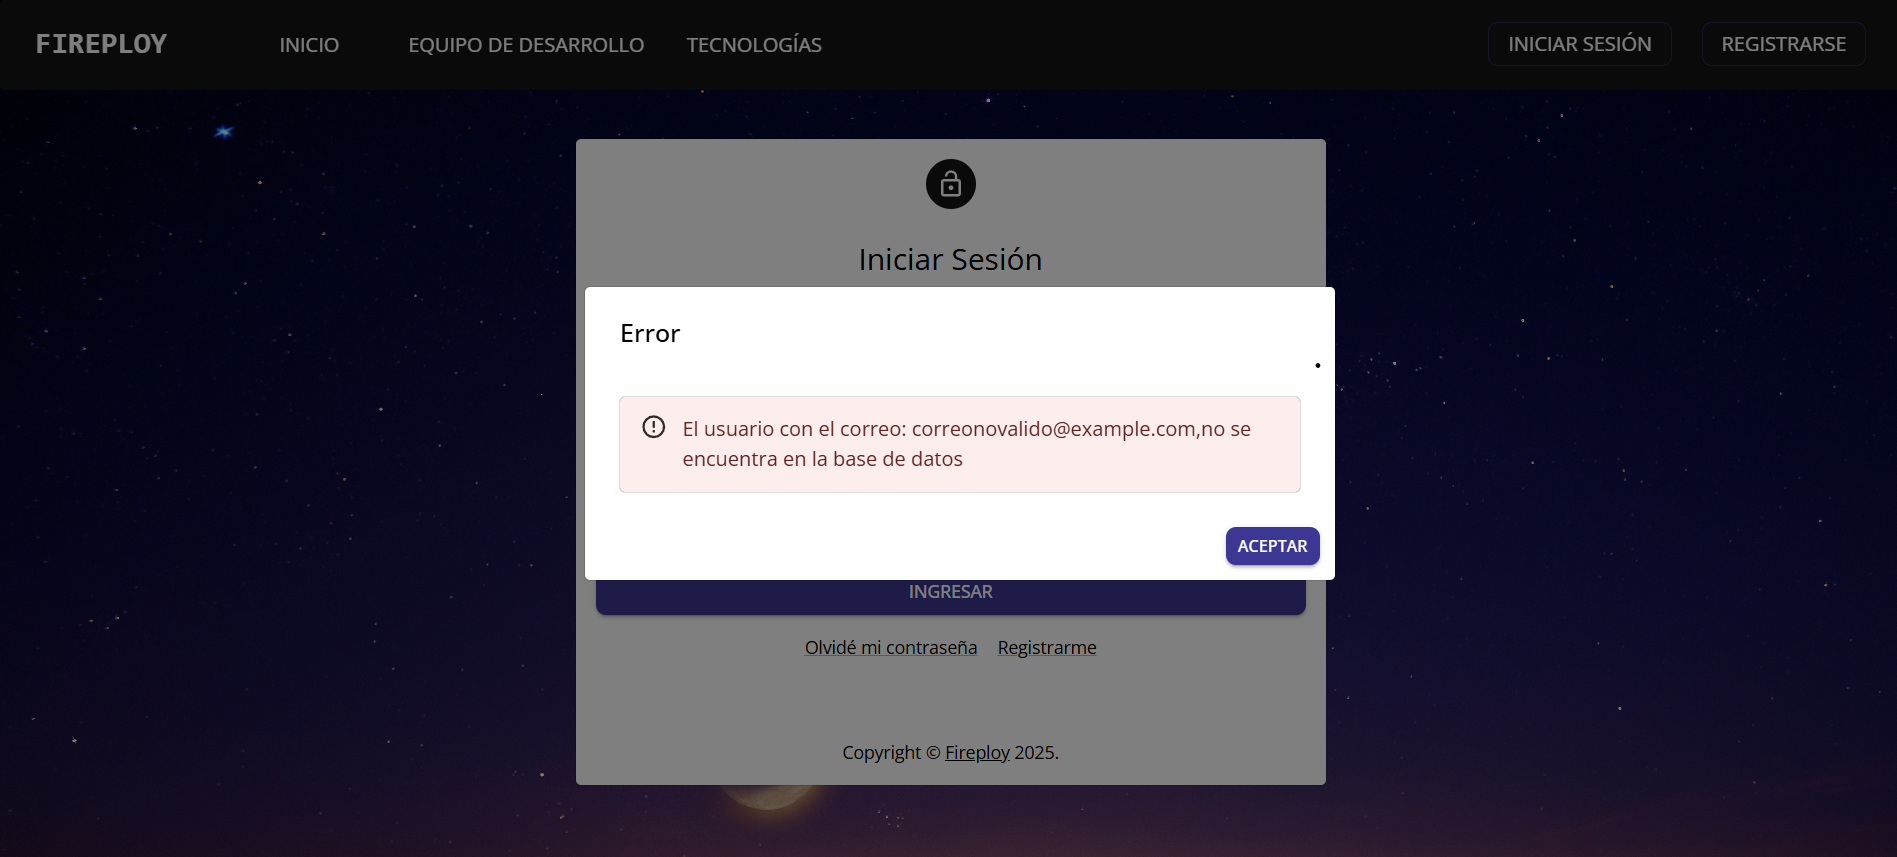 FIREPLOY
INICIO
EQUIPO DE DESARROLLO
TECNOLOGÍAS
INICIAR SESIÓN
REGISTRARSE
Iniciar Sesión
Error
El usuario con el correo: correonovalido@example.com,no se
encuentra en la base de datos
ACEPTAR
INGRESAR
Olvidé mi contraseña
Registrarme
Copyright © Fireploy 2025.